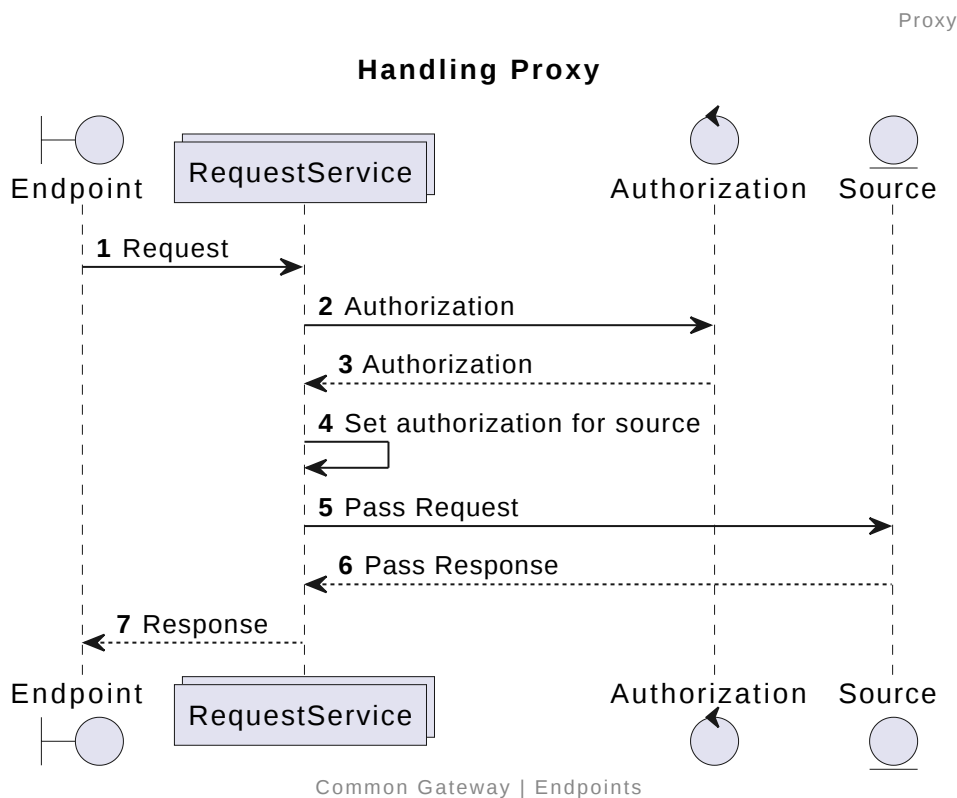 Proxy
Handling Proxy
Endpoint
RequestService
Authorization
Source
1 Request
2 Authorization
3 Authorization
4 Set authorization for source
5 Pass Request
6 Pass Response
7 Response
Endpoint
RequestService
Authorization
Source
Common Gateway | Endpoints